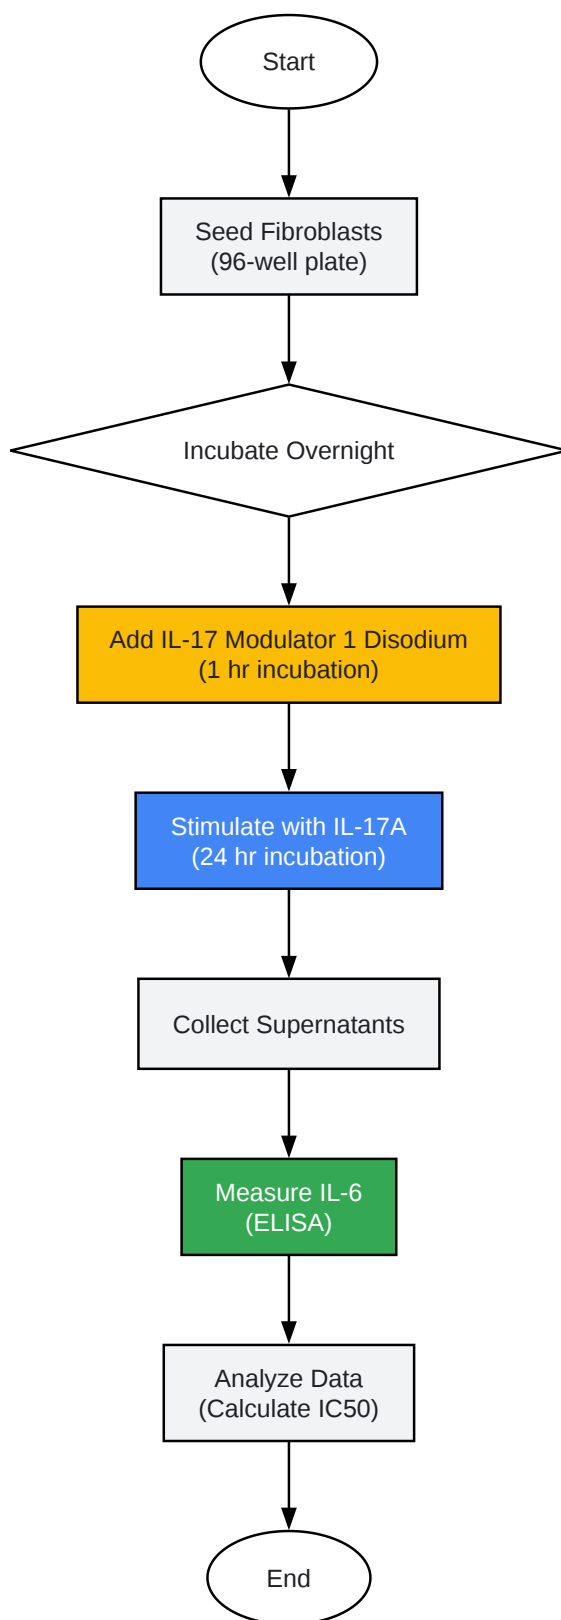 Start
Seed Fibroblasts
(96-well plate)
Incubate Overnight
Add IL-17 Modulator 1 Disodium
(1 hr incubation)
Stimulate with IL-17A
(24 hr incubation)
Collect Supernatants
Measure IL-6
(ELISA)
Analyze Data
(Calculate IC50)
End